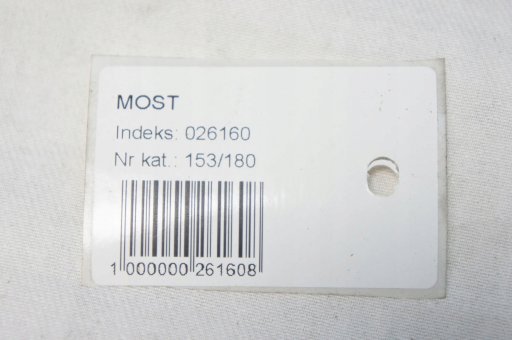 MOST
Indeks: 026160
Nr kat.: 153/180
1 000000 261608